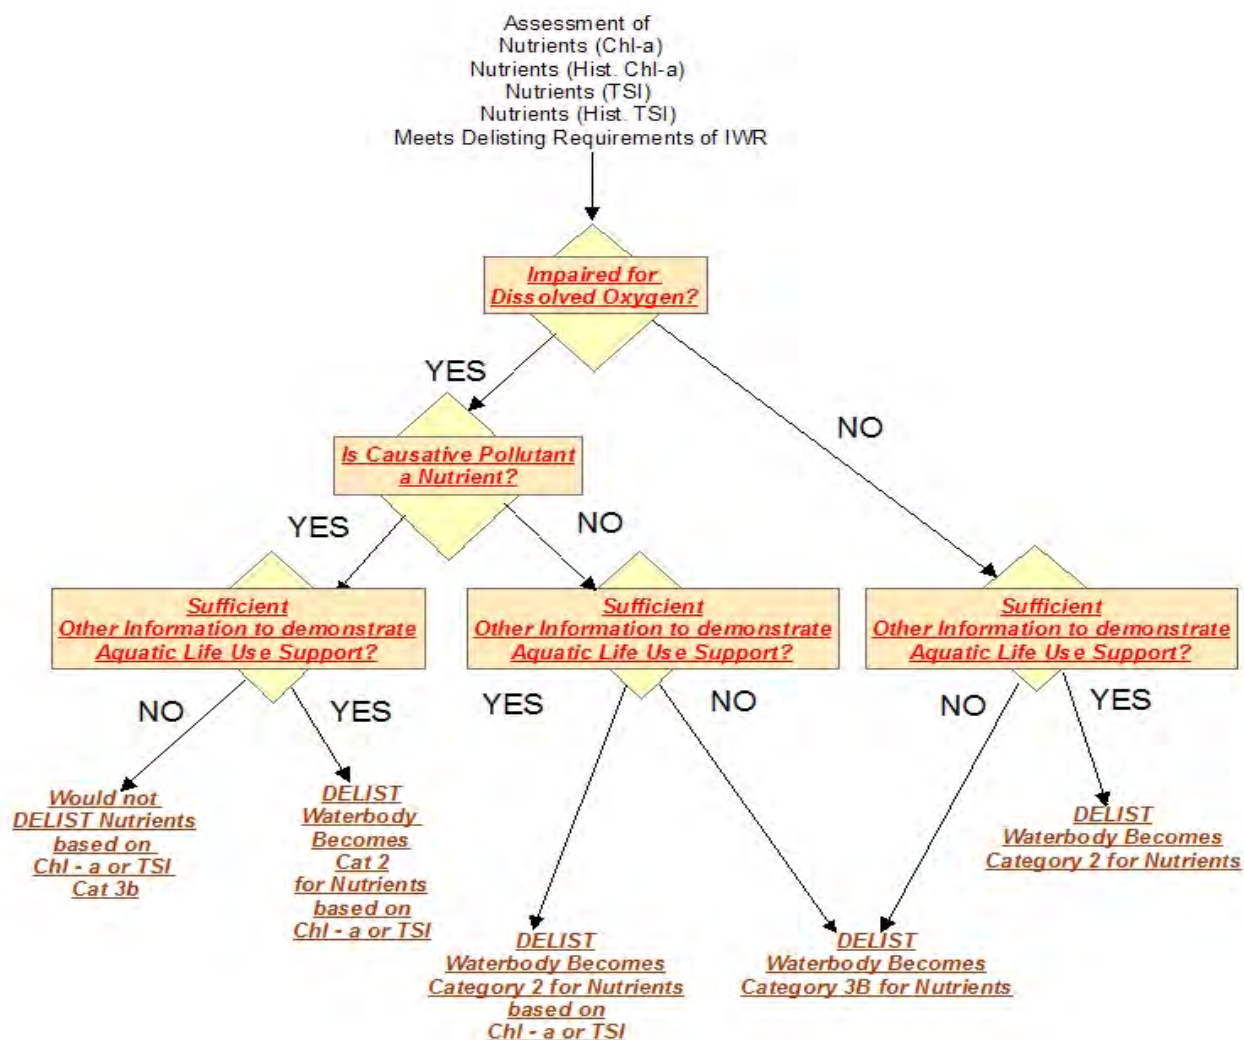 Assessment of
Nutrients (Chl-a)
Nutrients (Hist. Chl-a)
Nutrients (TSI)
Nutrients (Hist. TSI)
Meets Delisting Requirements of IWR
Impaired for
Dissolved Oxygen?
YES
NO
Is Causative Pollutant
a Nutrient?
YES
NO
Sufficient
Other Information to demonstrate
Aquatic Life Use Support?
Sufficient
Other Information to demonstrate
Aquatic Life Use Support?
Sufficient
Other Information to demonstrate
Aquatic Life Use Support?
NO
YES
YES
NO
NO
YES
Would not
DELIST Nutrients
based on
Chl - a or TSI
Cat 3b
DELIST
Waterbody
Becomes
Cat 2
for Nutrients
based on
Chl - a or TSI
DELIST
Waterbody Becomes
Category 2 for Nutrients
DELIST
Waterbody Becomes
Category 2 for Nutrients
based on
Chl - a or TSI
DELIST
Waterbody Becomes
Category 3B for Nutrients